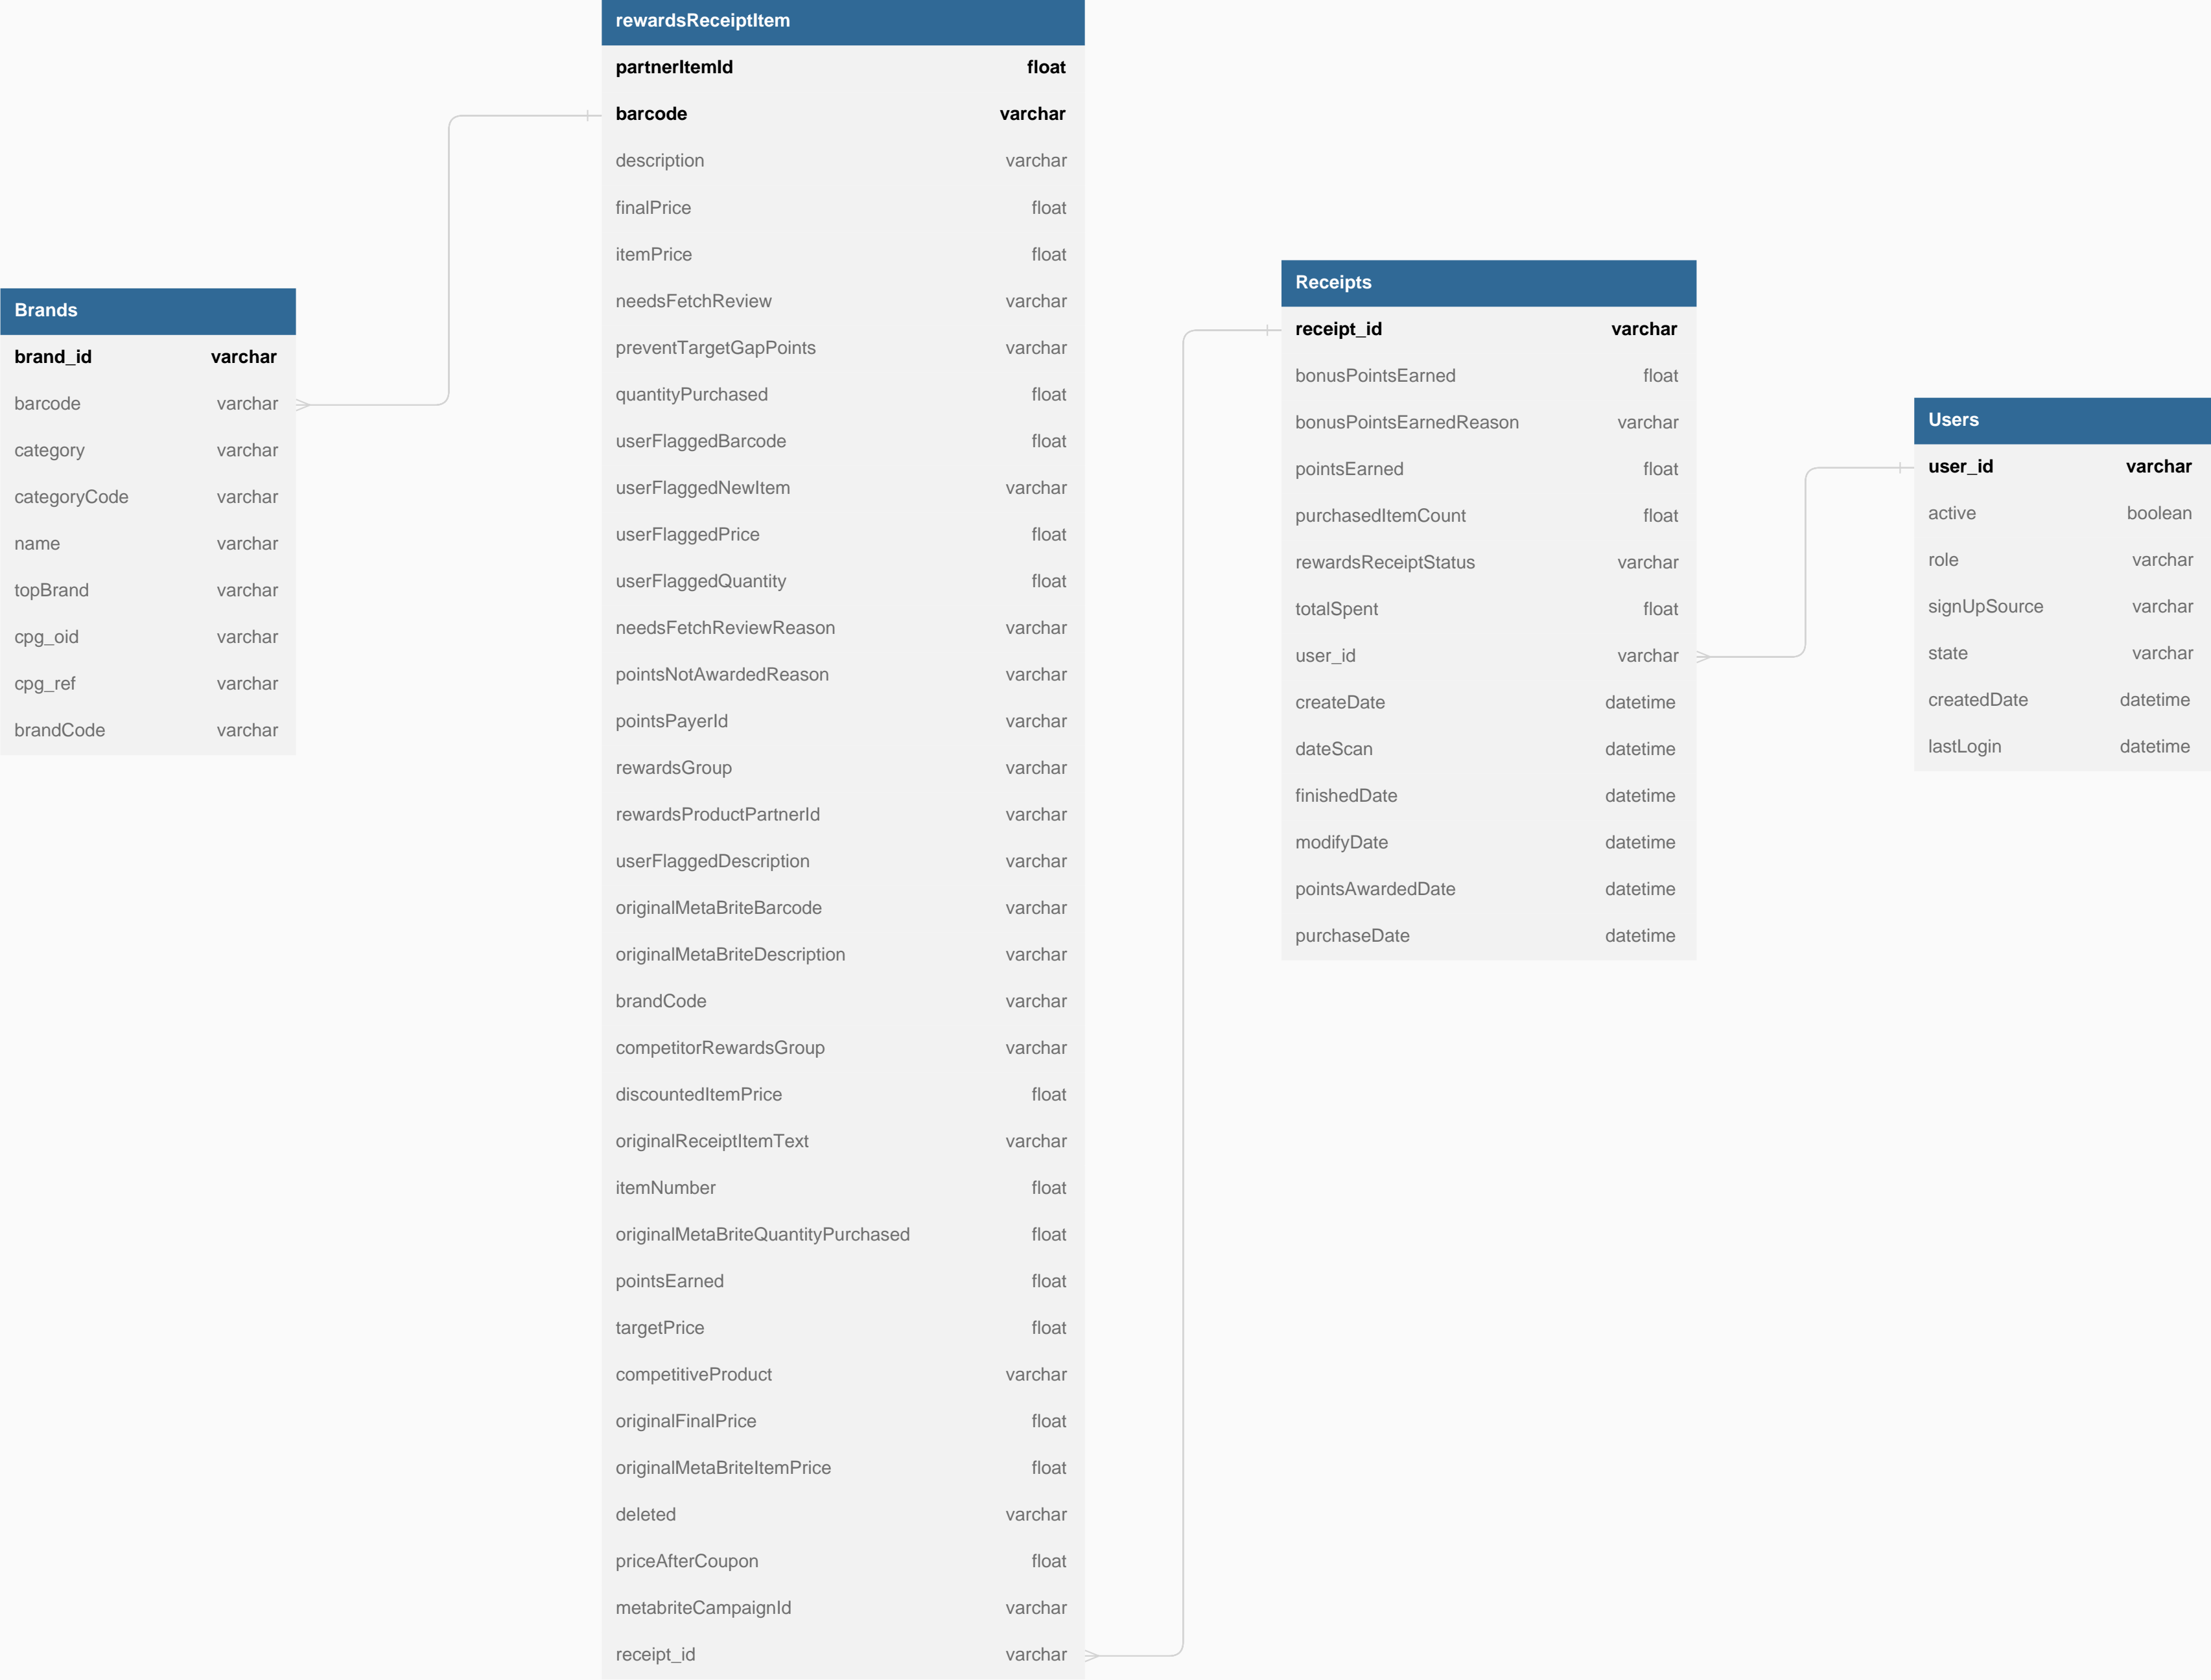 rewardsReceiptItem
partnerItemId float
barcode varchar
description varchar
finalPrice float
itemPrice float
needsFetchReview varchar
preventTargetGapPoints varchar
quantityPurchased float
userFlaggedBarcode float
userFlaggedNewItem varchar
userFlaggedPrice float
userFlaggedQuantity float
needsFetchReviewReason varchar
pointsNotAwardedReason varchar
pointsPayerId varchar
rewardsGroup varchar
rewardsProductPartnerId varchar
userFlaggedDescription varchar
originalMetaBriteBarcode varchar
originalMetaBriteDescription varchar
brandCode varchar
competitorRewardsGroup varchar
discountedItemPrice float
originalReceiptItemText varchar
itemNumber float
originalMetaBriteQuantityPurchased float
pointsEarned float
targetPrice float
competitiveProduct varchar
originalFinalPrice float
originalMetaBriteItemPrice float
deleted varchar
priceAfterCoupon float
metabriteCampaignId varchar
receipt_id varchar
Brands
brand_id varchar
barcode varchar
category varchar
categoryCode varchar
name varchar
topBrand varchar
cpg_oid varchar
cpg_ref varchar
brandCode varchar
Receipts
receipt_id varchar
bonusPointsEarned float
bonusPointsEarnedReason varchar
pointsEarned float
purchasedItemCount float
rewardsReceiptStatus varchar
totalSpent float
user_id varchar
createDate datetime
dateScan datetime
finishedDate datetime
modifyDate datetime
pointsAwardedDate datetime
purchaseDate datetime
Users
user_id varchar
active boolean
role varchar
signUpSource varchar
state varchar
createdDate datetime
lastLogin datetime